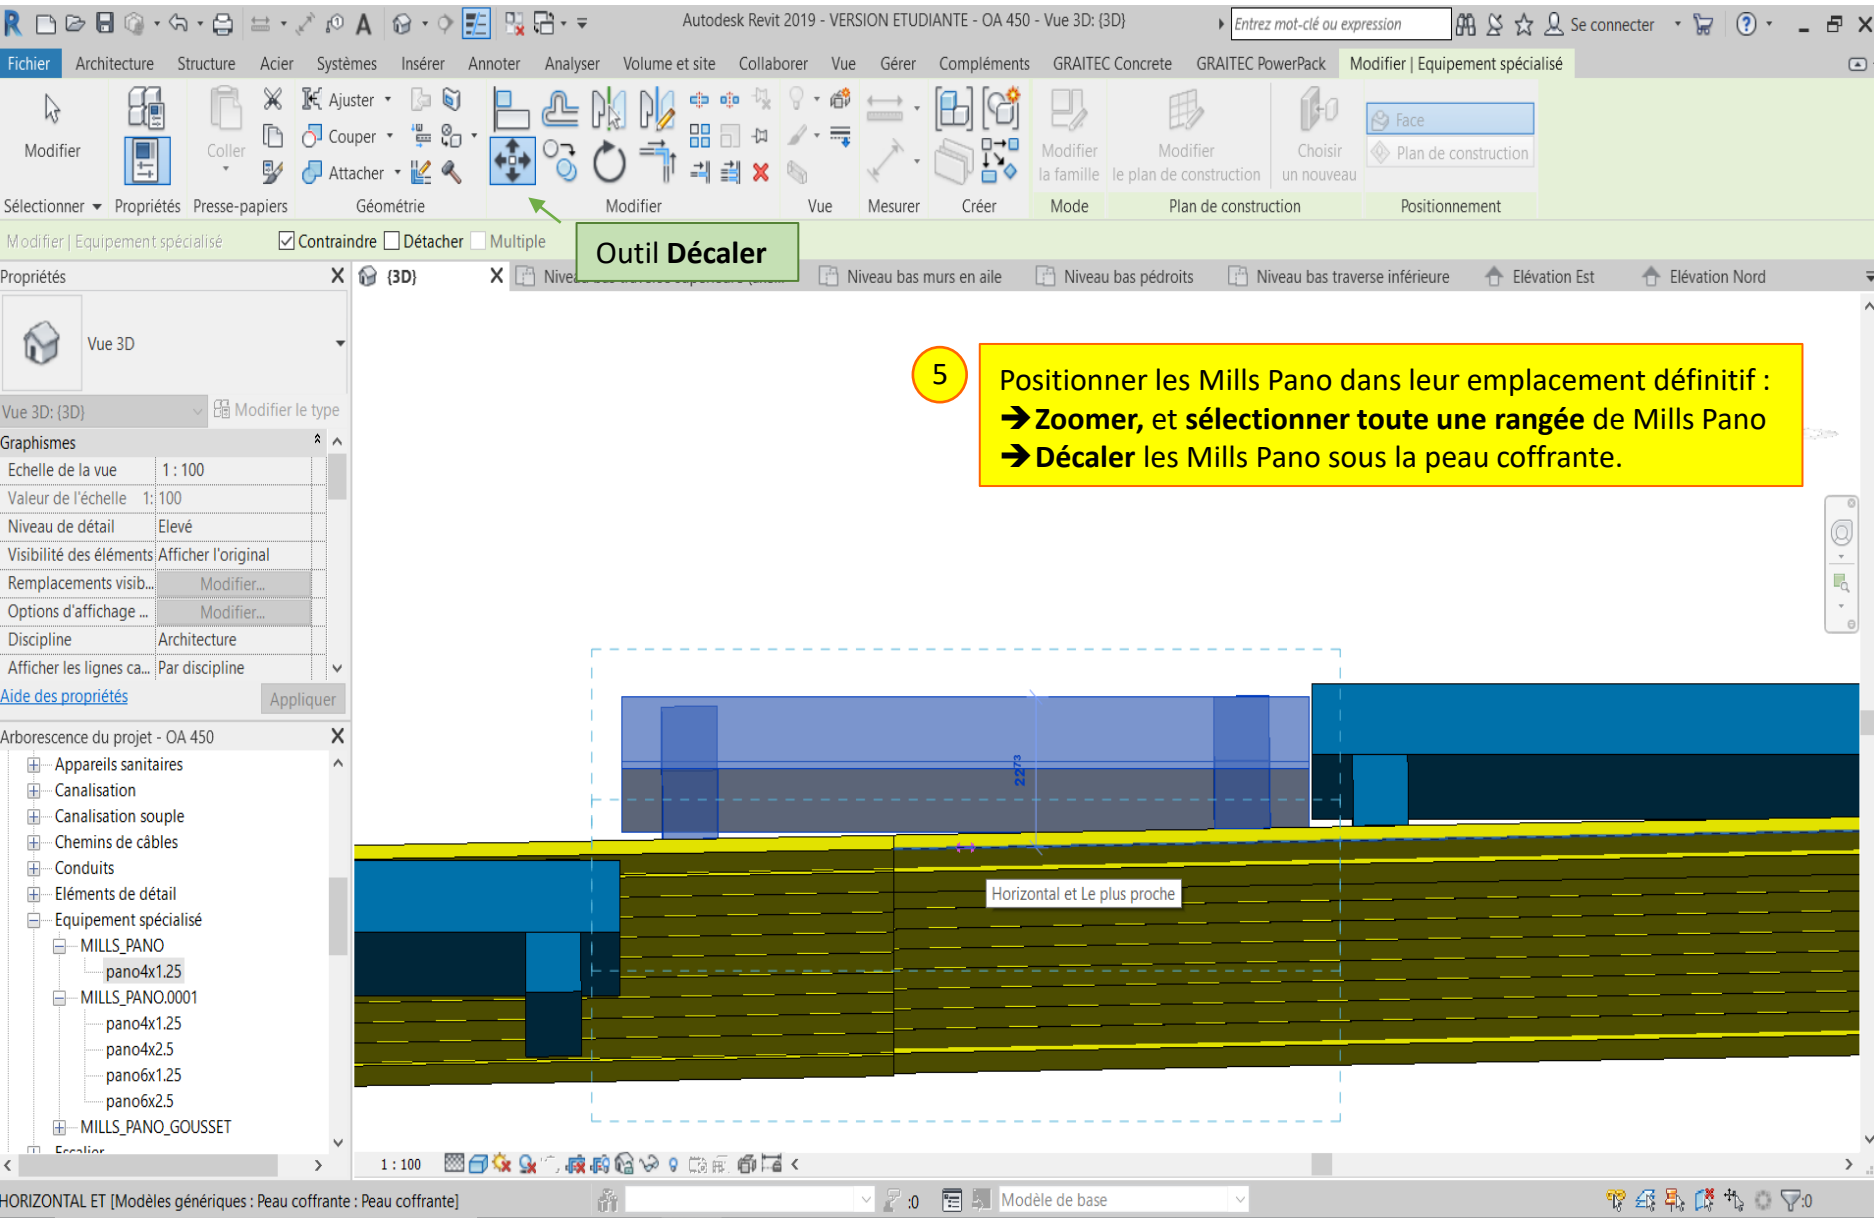 Autodesk Revit 2019 - VERSION ETUDIANTE - OA 450 - Vue 3D: {3D}
Entrez mot-clé ou expression
Se connecter
Fichier Architecture Structure Acier Systèmes Insérer Annoter Analyser Volume et site Collaborer Vue Gérer Compléments GRAITEC Concrete GRAITEC PowerPack Modifier | Equipement spécialisé
Modifier
Coller
Ajuster
Couper
Attacher
Modifier
la famille
Modifier
le plan de construction
Choisir
un nouveau
Face
Plan de construction
Sélectionner Propriétés Presse-papiers Géométrie Modifier Vue Mesurer Créer Mode Plan de construction Positionnement
Modifier | Equipement spécialisé Contraindre Détacher Multiple
Outil Décaler
Propriétés X
{3D} X
Niveau bas murs en aile
Niveau bas pédroits
Niveau bas traverse inférieure
Elévation Est
Elévation Nord
Vue 3D
Vue 3D: {3D} Modifier le type
Graphismes
Echelle de la vue 1 : 100
Valeur de l'échelle 1: 100
Niveau de détail Elevé
Visibilité des éléments Afficher l'original
Remplacements visib... Modifier...
Options d'affichage ... Modifier...
Discipline Architecture
Afficher les lignes ca... Par discipline
Aide des propriétés Appliquer
Arborescence du projet - OA 450 X
Appareils sanitaires
Canalisation
Canalisation souple
Chemins de câbles
Conduits
Eléments de détail
Equipement spécialisé
MILLS_PANO
pano4x1.25
MILLS_PANO.0001
pano4x1.25
pano4x2.5
pano6x1.25
pano6x2.5
MILLS_PANO_GOUSSET
Escalier
5
Positionner les Mills Pano dans leur emplacement définitif :
➔ Zoomer, et sélectionner toute une rangée de Mills Pano
➔ Décaler les Mills Pano sous la peau coffrante.
2273
Horizontal et Le plus proche
1 : 100
HORIZONTAL ET [Modèles génériques : Peau coffrante : Peau coffrante]
:0
Modèle de base
:0